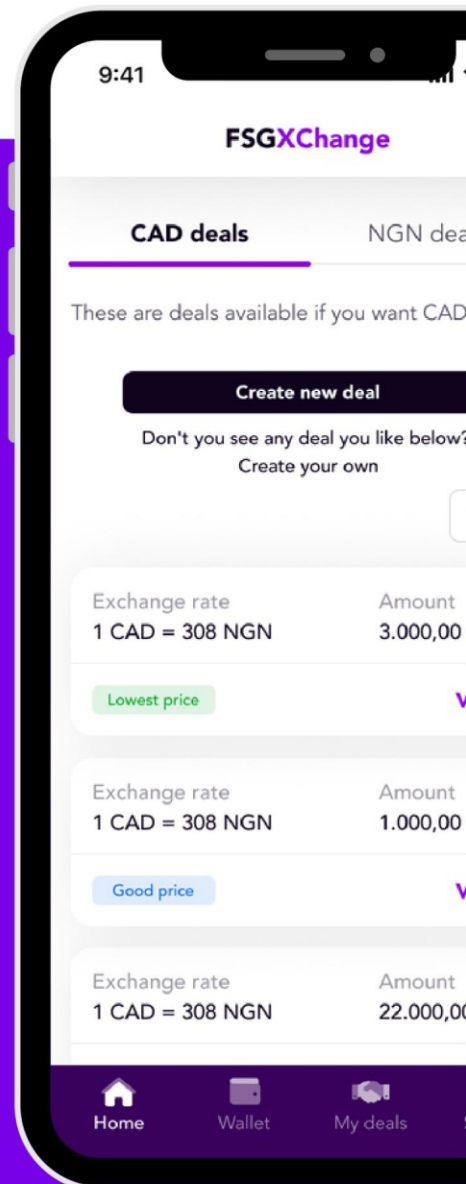 9:41
FSGXChange
CAD deals
NGN dea
These are deals available if you want CAD
Create new deal
Don't you see any deal you like below?
Create your own
Exchange rate Amount
1 CAD = 308 NGN 3.000,00
Lowest price V
Exchange rate Amount
1 CAD = 308 NGN 1.000,00
Good price V
Exchange rate Amount
1 CAD = 308 NGN 22.000,00
Home Wallet My deals